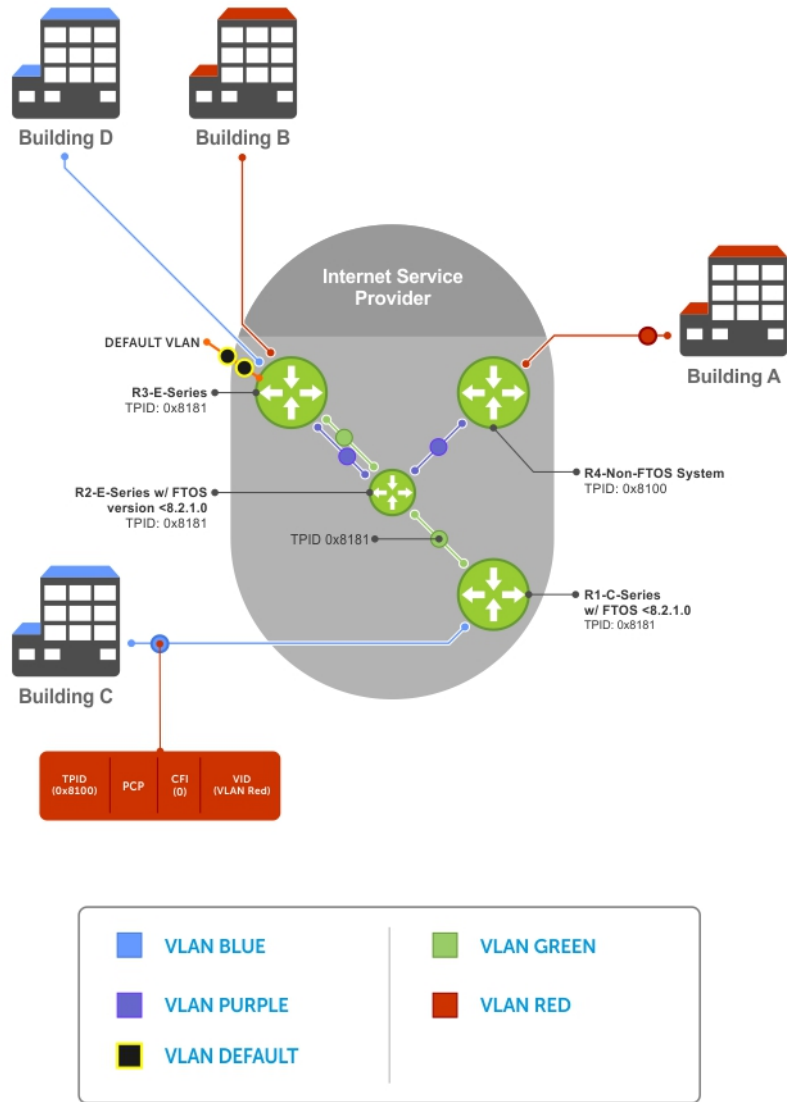 Building D
Building B
Internet Service
Provider
DEFAULT VLAN
Building A
R3-E-Series
TPID: 0x8181
R4-Non-FTOS System
TPID: 0x8100
R2-E-Series w/ FTOS
version <8.2.1.0
TPID: 0x8181
TPID 0x8181
R1-C-Series
w/ FTOS <8.2.1.0
TPID: 0x8181
Building C
TPID
(0x8100)
PCP
CFI
(0)
VID
(VLAN Red)
VLAN BLUE
VLAN GREEN
VLAN PURPLE
VLAN RED
VLAN DEFAULT